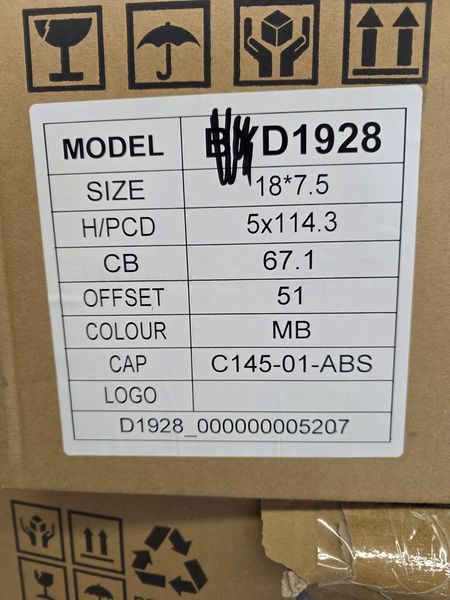 MODEL D1928
SIZE 18*7.5
H/PCD 5x114.3
CB 67.1
OFFSET 51
COLOUR MB
CAP C145-01-ABS
LOGO
D1928_000000005207